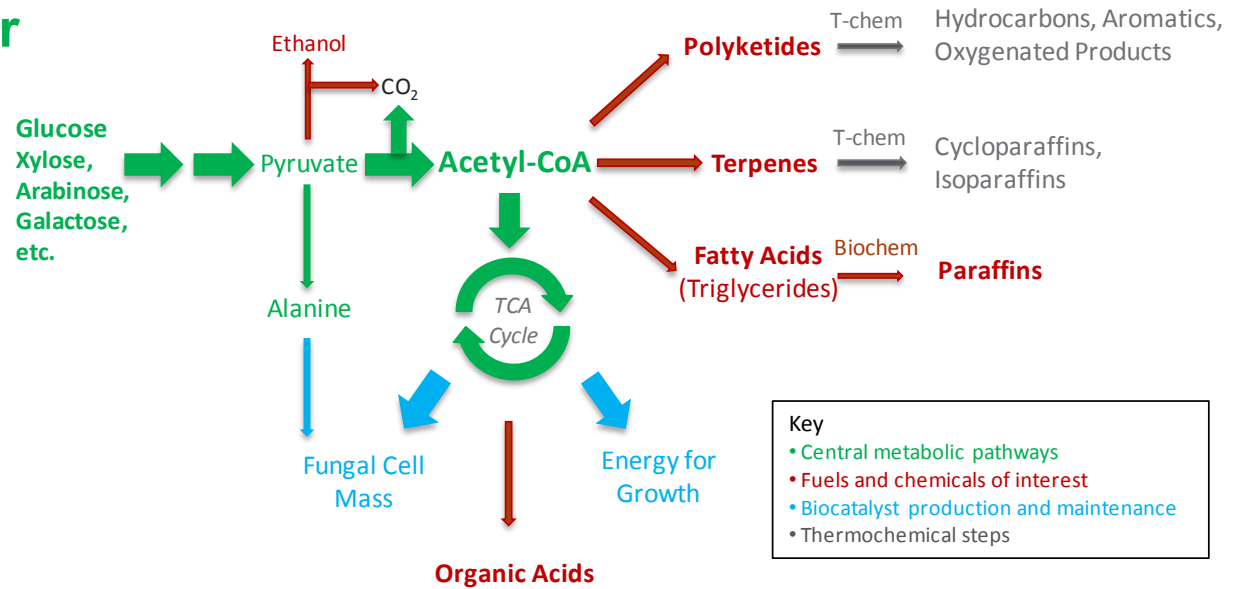 r
Ethanol
CO2
Glucose
Xylose,
Arabinose,
Galactose,
etc.
Pyruvate
Acetyl-CoA
Alanine
TCA
Cycle
Fungal Cell
Mass
Energy for
Growth
Organic Acids
Polyketides
T-chem
Hydrocarbons, Aromatics,
Oxygenated Products
Terpenes
T-chem
Cycloparaffins,
Isoparaffins
Fatty Acids
(Triglycerides)
Biochem
Paraffins
Key
• Central metabolic pathways
• Fuels and chemicals of interest
• Biocatalyst production and maintenance
• Thermochemical steps